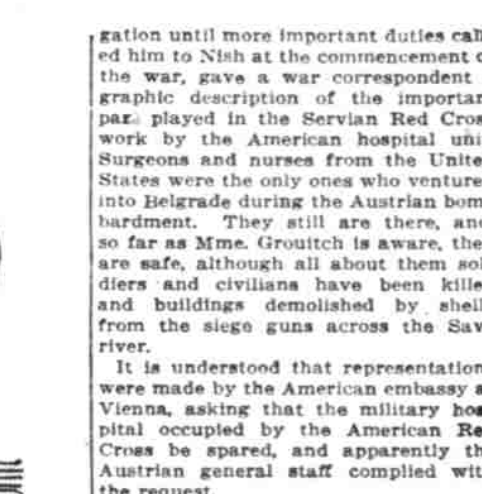 gation until more important duties call-
ed him to Nish at the commencement o
the war, gave a war correspondent
graphic description of the importan
par played in the Servian Red Cros
work by the American hospital uni
Surgeons and nurses from the Unite
States were the only ones who venture
into Belgrade during the Austrian bom
bardment. They still are there, and
so far as Mme. Grouitch is aware, the
are safe, although all about them sol
diers and civilians have been kille
and buildings demolished by shell
from the siege guns across the Sav
river.
It is understood that representation
were made by the American embassy a
Vienna, asking that the military hos
pital occupied by the American Re
Cross be spared, and apparently th
Austrian general staff complied wit
the request.